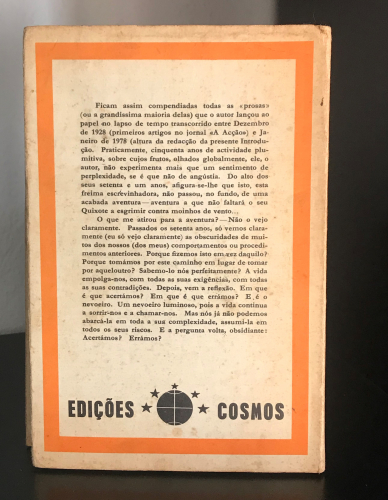 Ficam assim compendiadas todas as «prosas»
(ou a grandíssima maioria delas) que o autor lançou ao
papel no lapso de tempo transcorrido entre Dezembro
de 1928 (primeiros artigos no jornal «A Acção») e Ja-
neiro de 1978 (altura da redacção da presente Introdu-
ção. Praticamente, cinquenta anos de actividade plu-
mitiva, sobre cujos frutos, olhados globalmente, ele, o
autor, não experimenta mais que um sentimento de
perplexidade, se é que não de angústia. Do alto dos
seus setenta e um anos, afigura-se-lhe que isto, esta
freima escrevinhadora, não passou, no fundo, de uma
acabada aventura—aventura a que não faltará o seu
Quixote a esgrimir contra moinhos de vento...
O que me atirou para a aventura?—Não o vejo
claramente. Passados os setenta anos, só vemos clara-
mente (eu só vejo claramente) as obscuridades de mui-
tos dos nossos (dos meus) comportamentos ou procedi-
mentos anteriores. Porque fizemos isto em vez daquilo?
Porque tomámos por este caminho em lugar de tomar
por aqueloutro? Sabemo-lo nós perfeitamente? A vida
empolga-nos, com todas as suas exigências, com todas
as suas contradições. Depois, vem a reflexão. Em que
é que acertámos? Em que é que errámos? E é o
nevoeiro. Um nevoeiro luminoso, pois a vida continua
a sorrir-nos e a chamar-nos. Mas nós já não podemos
abarcá-la em toda a sua complexidade, assumi-la em
todos os seus riscos. E a pergunta volta, obsidiante:
Acertámos? Errámos?
EDIÇÕES COSMOS